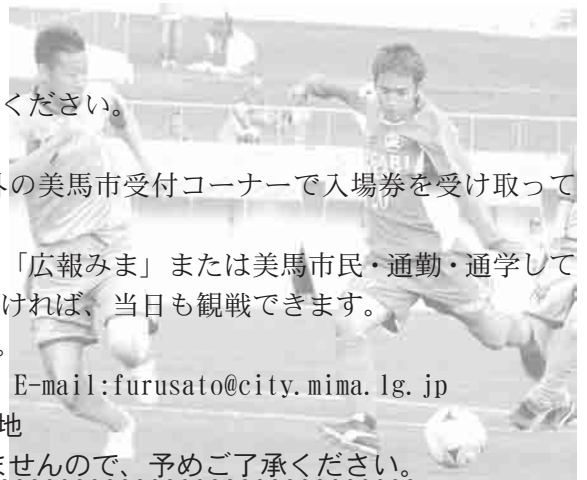 ください。
外の美馬市受付コーナーで入場券を受け取って
「広報みま」または美馬市民・通勤・通学して
ければ、当日も観戦できます。
。
E-mail:furusato@city.mima.lg.jp
地
ませんので、予めご了承ください。